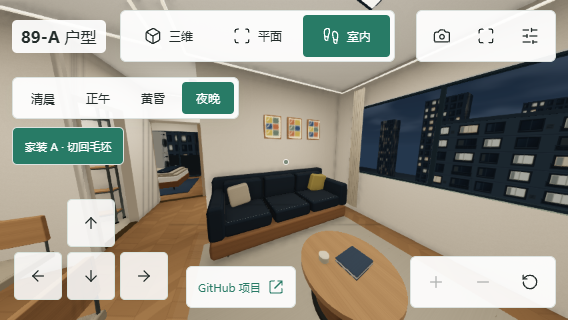 89-A 户型
三维
平面
室内
清晨
正午
黄昏
夜晚
家装 A · 切回毛坯
GitHub 项目